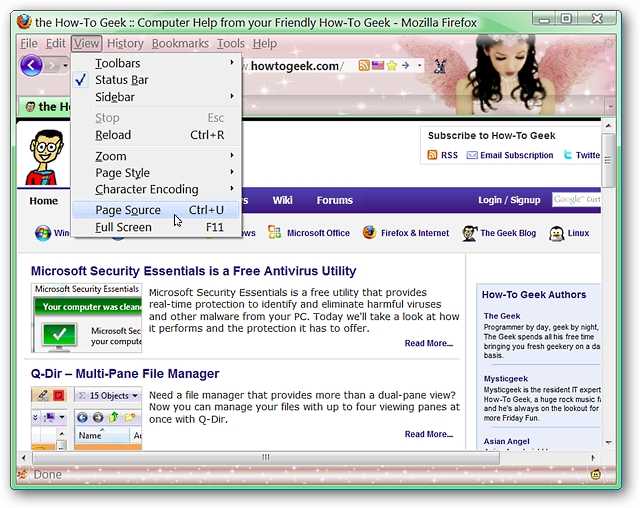 the How-To Geek :: Computer Help from your Friendly How-To Geek - Mozilla Firefox
File Edit View History Bookmarks Tools Help
Toolbars
Status Bar
Sidebar
Stop Esc
Reload Ctrl+R
Zoom
Page Style
Character Encoding
Page Source Ctrl+U
Full Screen F11
.howtogeek.com/
the H
Subscribe to How-To Geek
RSS Email Subscription Twitte
Home s Wiki Forums Login / Signup Google™ Cust
Win ows Microsoft Office Firefox & Internet The Geek Blog Linux
Microsoft Security Essentials is a Free Antivirus Utility
Microsoft Security Essentials
Your computer was clean
Microsoft Sec
your compute
Microsoft Security Essentials is a free utility that provides
real-time protection to identify and eliminate harmful viruses
and other malware from your PC. Today we'll take a look at how
it performs and the protection it has to offer.
Read More...
Q-Dir – Multi-Pane File Manager
15 Objects
Name Au
Need a file manager that provides more than a dual-pane view?
Now you can manage your files with up to four viewing panes at
once with Q-Dir.
Read More...
How-To Geek Authors
The Geek
Programmer by day, geek by night,
The Geek spends all his free time
bringing you fresh geekery on a da
basis.
Mysticgeek
Mysticgeek is the resident IT expert
How-To Geek, a huge rock music f
and he's always on the lookout for
more Friday Fun.
Asian Angel
Done